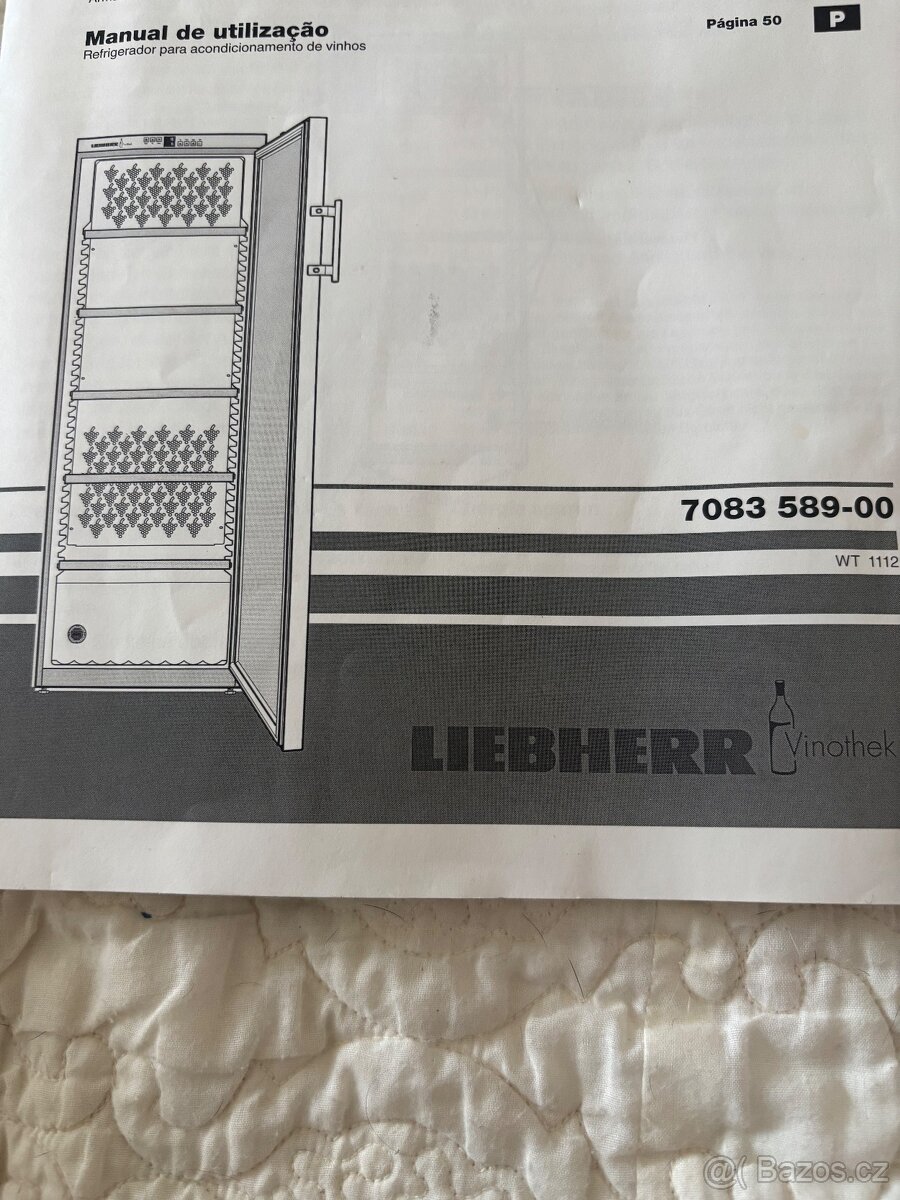 Manual de utilização
Refrigerador para acondicionamento de vinhos
Página 50
P
LIEBHERR
7083 589-00
WT 1112
LIEBHERR
Vinothek
@( Bazos.cz